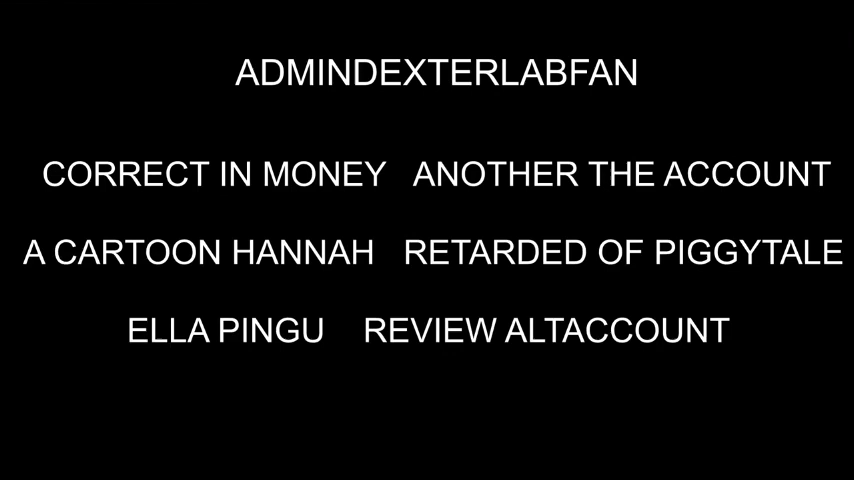 ADMINDEXTERLABFAN
CORRECT IN MONEY ANOTHER THE ACCOUNT
A CARTOON HANNAH RETARDED OF PIGGYTALE
ELLA PINGU REVIEW ALTACCOUNT